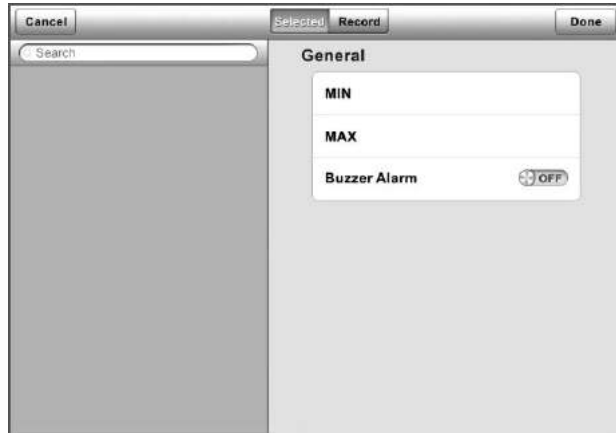 Cancel
Selected Record
Done
Search
General
MIN
MAX
Buzzer Alarm OFF